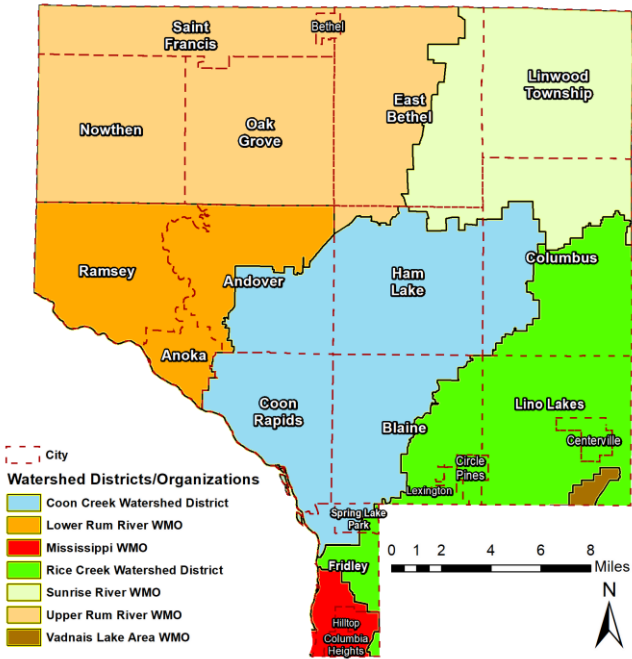 Saint
Francis
Bethel
Linwood
Township
East
Bethel
Nowthen
Oak
Grove
Ramsey
Andover
Ham
Lake
Columbus
Anoka
Coon
Rapids
Blaine
Lino Lakes
Centerville
Circle
Pines
Lexington
Spring Lake
Park
Fridley
Hilltop
Columbia
Heights
City
Watershed Districts/Organizations
Coon Creek Watershed District
Lower Rum River WMO
Mississippi WMO
Rice Creek Watershed District
Sunrise River WMO
Upper Rum River WMO
Vadnais Lake Area WMO
0 1 2 4 6 8
Miles
N